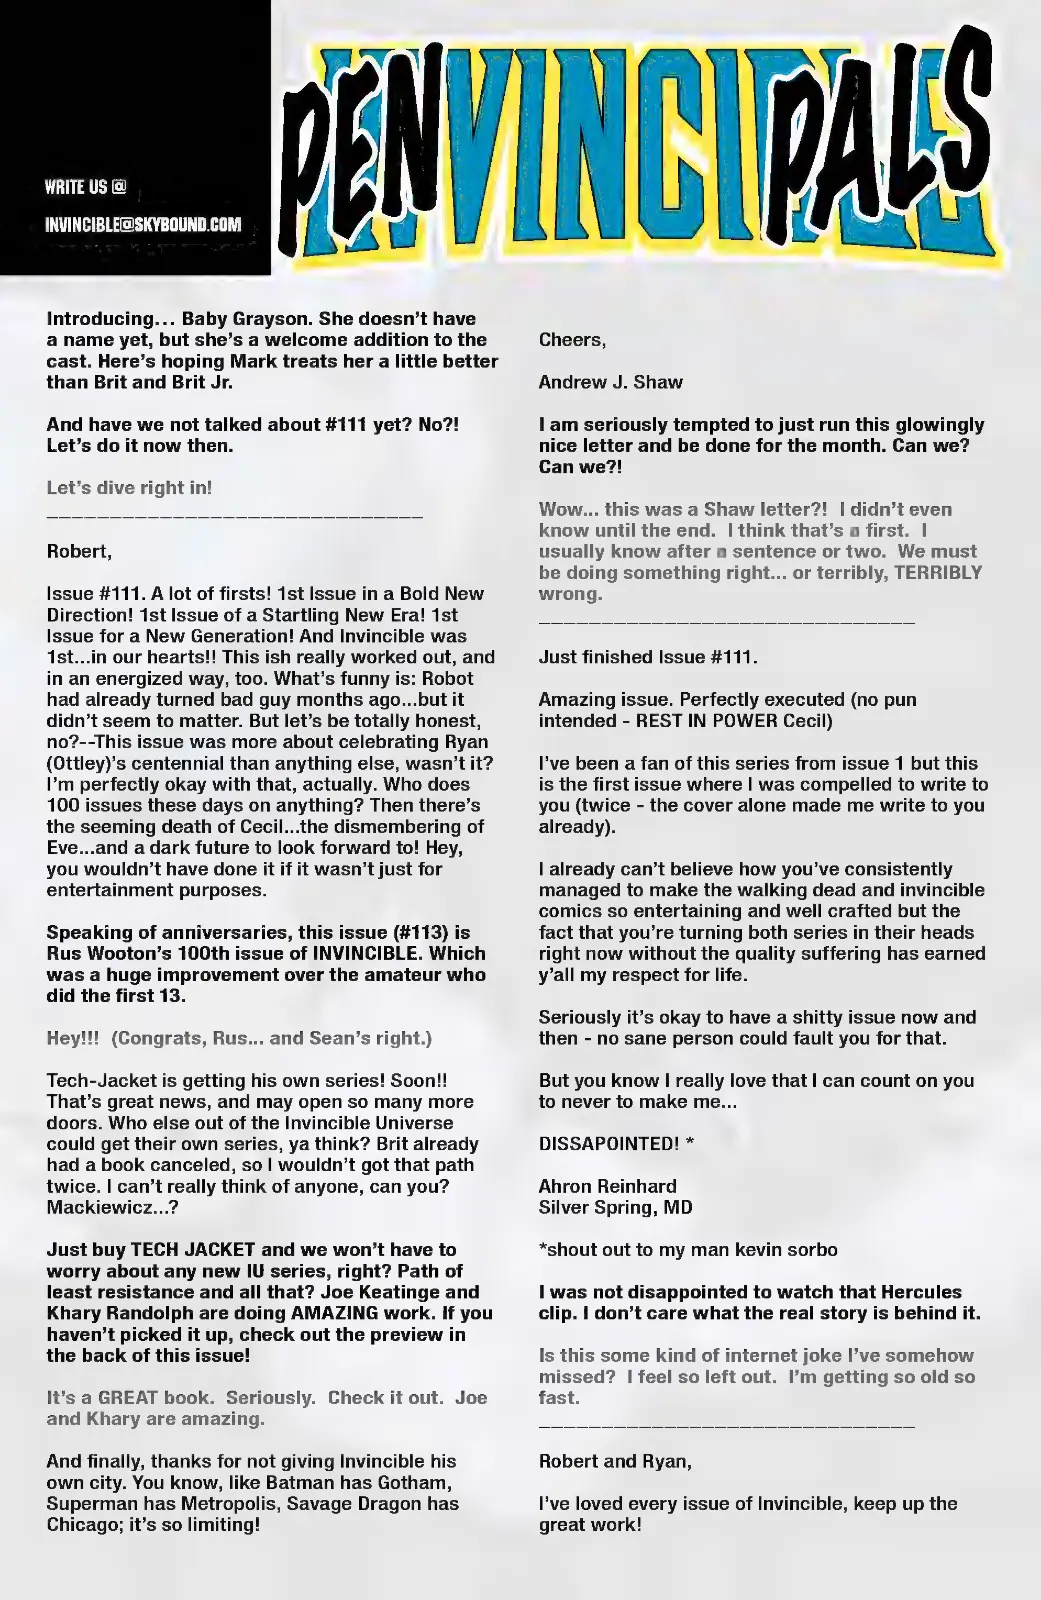 WRITE US @
INVINCIBLE@SKYBOUND.COM
INVINCIBLE
PEN PALS
Introducing… Baby Grayson. She doesn't have
a name yet, but she's a welcome addition to the
cast. Here's hoping Mark treats her a little better
than Brit and Brit Jr.
And have we not talked about #111 yet? No?!
Let's do it now then.
Let's dive right in!
______________________________
Robert,
Issue #111. A lot of firsts! 1st Issue in a Bold New
Direction! 1st Issue of a Startling New Era! 1st
Issue for a New Generation! And Invincible was
1st...in our hearts!! This ish really worked out, and
in an energized way, too. What's funny is: Robot
had already turned bad guy months ago...but it
didn't seem to matter. But let's be totally honest,
no?--This issue was more about celebrating Ryan
(Ottley)'s centennial than anything else, wasn't it?
I'm perfectly okay with that, actually. Who does
100 issues these days on anything? Then there's
the seeming death of Cecil...the dismembering of
Eve...and a dark future to look forward to! Hey,
you wouldn't have done it if it wasn't just for
entertainment purposes.
Speaking of anniversaries, this issue (#113) is
Rus Wooton's 100th issue of INVINCIBLE. Which
was a huge improvement over the amateur who
did the first 13.
Hey!!! (Congrats, Rus... and Sean's right.)
Tech-Jacket is getting his own series! Soon!!
That's great news, and may open so many more
doors. Who else out of the Invincible Universe
could get their own series, ya think? Brit already
had a book canceled, so I wouldn't got that path
twice. I can't really think of anyone, can you?
Mackiewicz...?
Just buy TECH JACKET and we won't have to
worry about any new IU series, right? Path of
least resistance and all that? Joe Keatinge and
Khary Randolph are doing AMAZING work. If you
haven't picked it up, check out the preview in
the back of this issue!
It's a GREAT book. Seriously. Check it out. Joe
and Khary are amazing.
And finally, thanks for not giving Invincible his
own city. You know, like Batman has Gotham,
Superman has Metropolis, Savage Dragon has
Chicago; it's so limiting!
Cheers,
Andrew J. Shaw
I am seriously tempted to just run this glowingly
nice letter and be done for the month. Can we?
Can we?!
Wow... this was a Shaw letter?! I didn't even
know until the end. I think that's a first. I
usually know after a sentence or two. We must
be doing something right... or terribly, TERRIBLY
wrong.
______________________________
Just finished Issue #111.
Amazing issue. Perfectly executed (no pun
intended - REST IN POWER Cecil)
I've been a fan of this series from issue 1 but this
is the first issue where I was compelled to write to
you (twice - the cover alone made me write to you
already).
I already can't believe how you've consistently
managed to make the walking dead and invincible
comics so entertaining and well crafted but the
fact that you're turning both series in their heads
right now without the quality suffering has earned
y'all my respect for life.
Seriously it's okay to have a shitty issue now and
then - no sane person could fault you for that.
But you know I really love that I can count on you
to never to make me...
DISSAPOINTED! *
Ahron Reinhard
Silver Spring, MD
*shout out to my man kevin sorbo
I was not disappointed to watch that Hercules
clip. I don't care what the real story is behind it.
Is this some kind of internet joke I've somehow
missed? I feel so left out. I'm getting so old so
fast.
______________________________
Robert and Ryan,
I've loved every issue of Invincible, keep up the
great work!